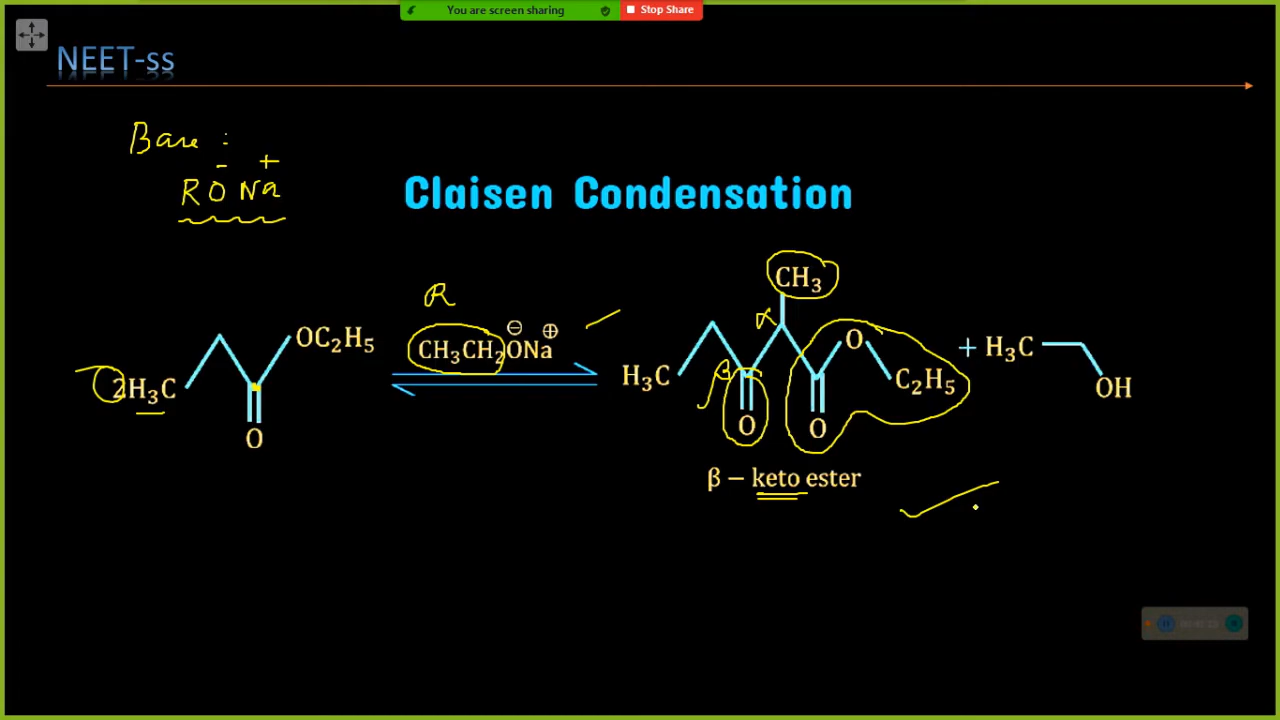 You are screen sharing
Stop Share
NEET-ss
Base :
R O⁻ Na⁺
Claisen Condensation
R
CH₃
α
2H₃C
OC₂H₅
O
CH₃CH₂ONa
⊖ ⊕
H₃C
β
O
O
O
C₂H₅
+ H₃C
OH
β – keto ester